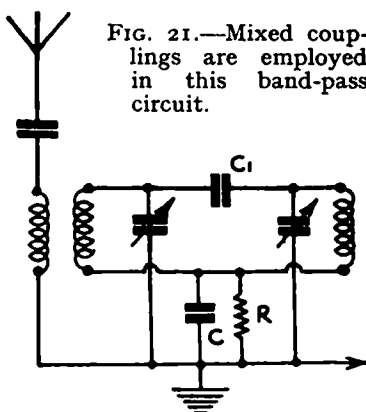 FIG. 21.—Mixed coup-
lings are employed
in this band-pass
circuit.
C1
C
R